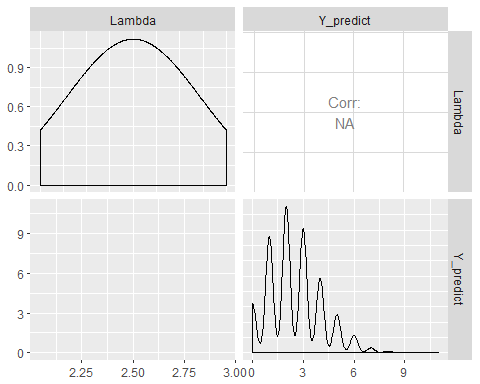 Lambda
Y_predict
0.9
0.6
0.3
0.0
Corr:
NA
Lambda
9
6
3
0
Y_predict
2.25
2.50
2.75
3.00
0
3
6
9